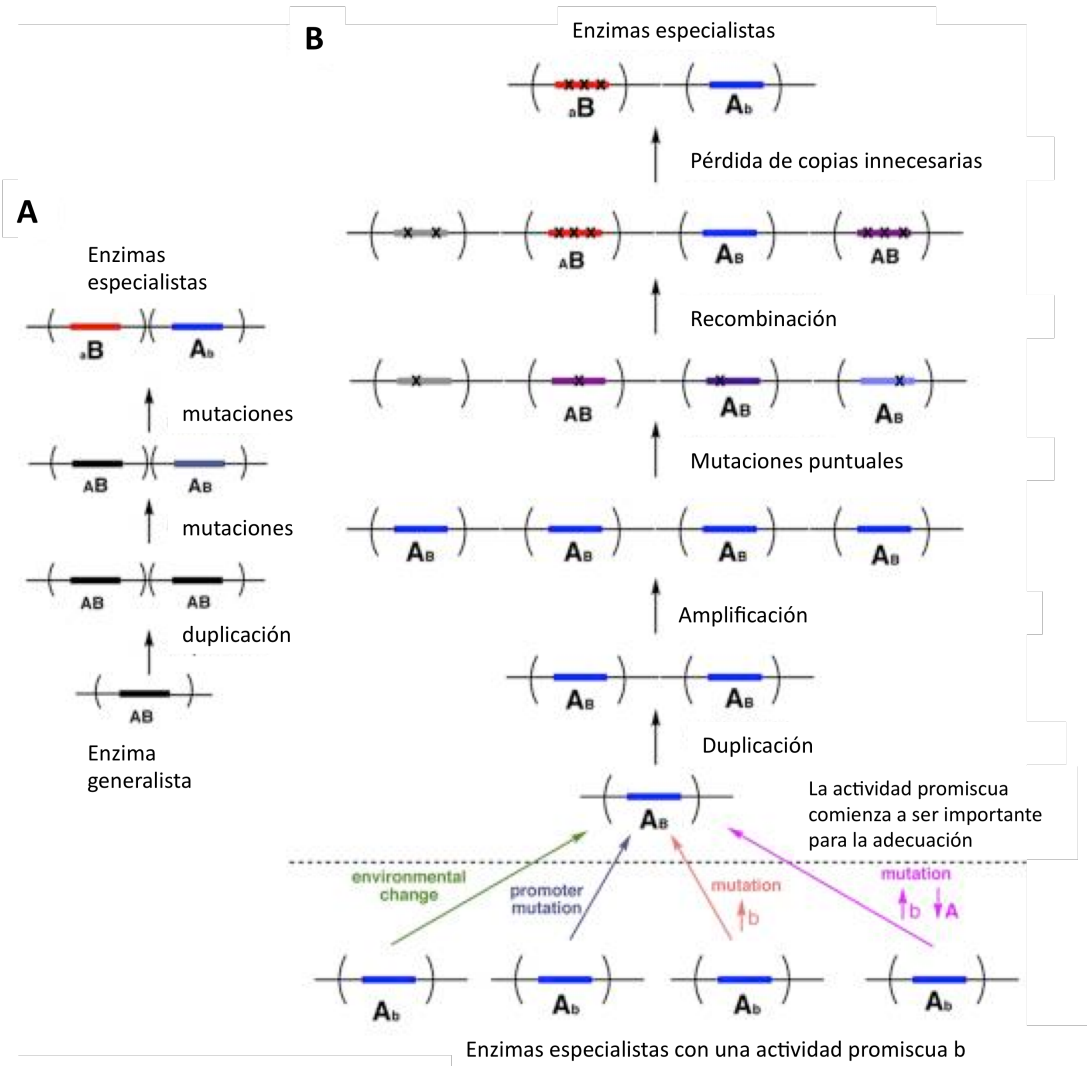 A
Enzimas
especialistas
aB Ab
mutaciones
AB AB
mutaciones
AB AB
duplicación
AB
Enzima
generalista
B
Enzimas especialistas
x x x
aB Ab
Pérdida de copias innecesarias
x x x x x x x x
AB AB AB
Recombinación
x x x x
AB AB AB
Mutaciones puntuales
AB AB AB AB
Amplificación
AB AB
Duplicación
AB
La actividad promiscua
comienza a ser importante
para la adecuación
environmental
change
promoter
mutation
mutation
b
mutation
b A
Ab Ab Ab Ab
Enzimas especialistas con una actividad promiscua b